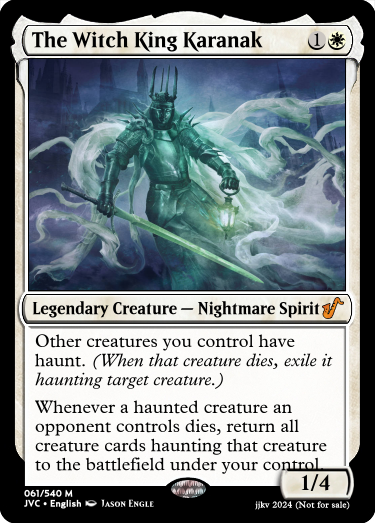 The Witch King Karanak 1
Legendary Creature — Nightmare Spirit
Other creatures you control have
haunt. (When that creature dies, exile it
haunting target creature.)
Whenever a haunted creature an
opponent controls dies, return all
creature cards haunting that creature
to the battlefield under your control.
1/4
061/540 M
JVC • English Jason Engle
jjkv 2024 (Not for sale)